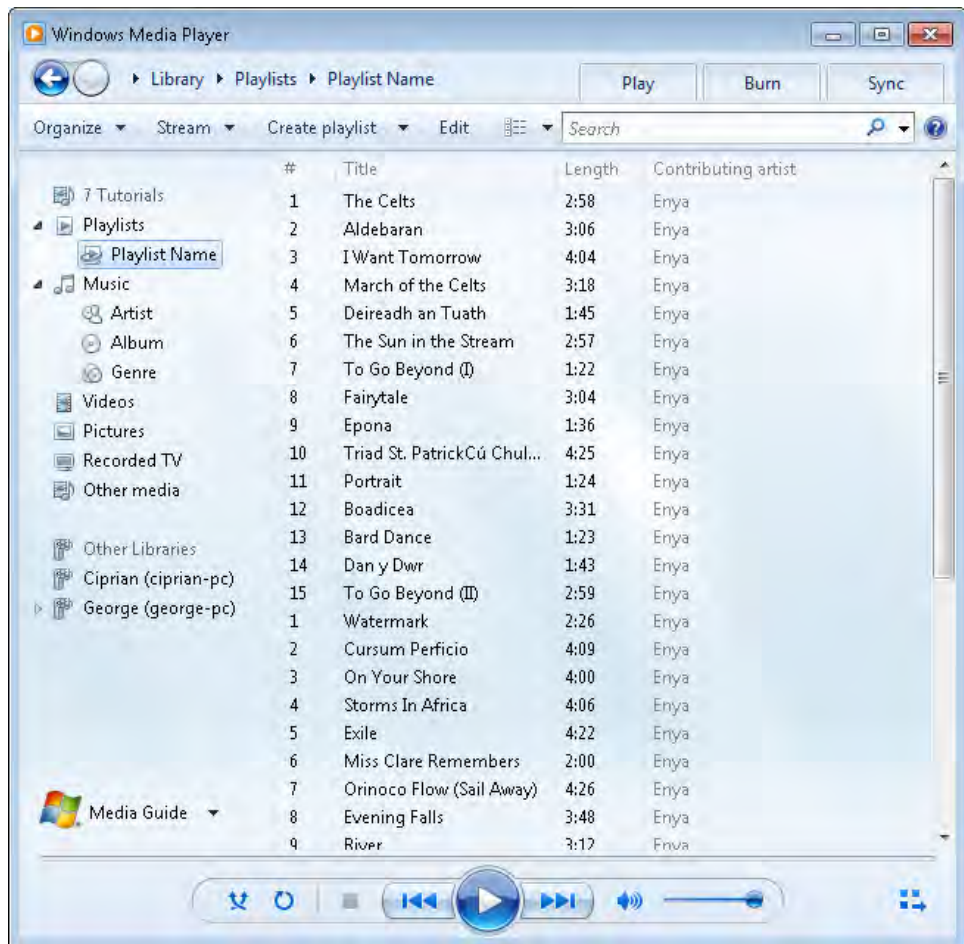 Windows Media Player
Library Playlists Playlist Name Play Burn Sync
Organize Stream Create playlist Edit Search
# Title Length Contributing artist
7 Tutorials
Playlists
Playlist Name
Music
Artist
Album
Genre
Videos
Pictures
Recorded TV
Other media
Other Libraries
Ciprian (ciprian-pc)
George (george-pc)
Media Guide
1 The Celts 2:58 Enya
2 Aldebaran 3:06 Enya
3 I Want Tomorrow 4:04 Enya
4 March of the Celts 3:18 Enya
5 Deireadh an Tuath 1:45 Enya
6 The Sun in the Stream 2:57 Enya
7 To Go Beyond (I) 1:22 Enya
8 Fairytale 3:04 Enya
9 Epona 1:36 Enya
10 Triad St. PatrickCú Chul... 4:25 Enya
11 Portrait 1:24 Enya
12 Boadicea 3:31 Enya
13 Bard Dance 1:23 Enya
14 Dan y Dwr 1:43 Enya
15 To Go Beyond (II) 2:59 Enya
1 Watermark 2:26 Enya
2 Cursum Perficio 4:09 Enya
3 On Your Shore 4:00 Enya
4 Storms In Africa 4:06 Enya
5 Exile 4:22 Enya
6 Miss Clare Remembers 2:00 Enya
7 Orinoco Flow (Sail Away) 4:26 Enya
8 Evening Falls 3:48 Enya
9 River 3:12 Enya